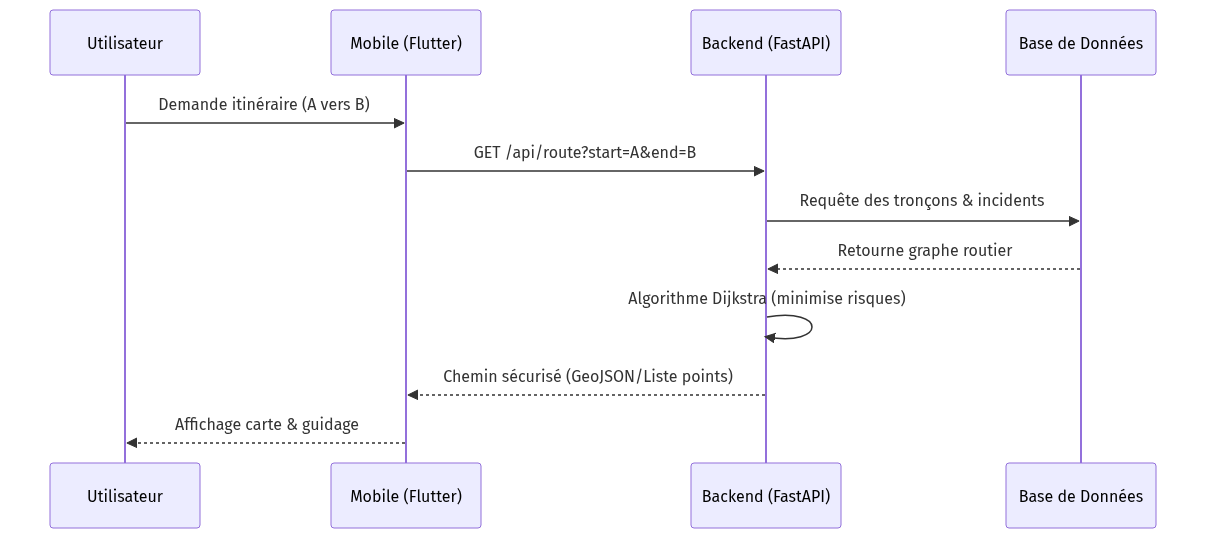 Utilisateur
Mobile (Flutter)
Backend (FastAPI)
Base de Données
Demande itinéraire (A vers B)
GET /api/route?start=A&end=B
Requête des tronçons & incidents
Retourne graphe routier
Algorithme Dijkstra (minimise risques)
Chemin sécurisé (GeoJSON/Liste points)
Affichage carte & guidage
Utilisateur
Mobile (Flutter)
Backend (FastAPI)
Base de Données